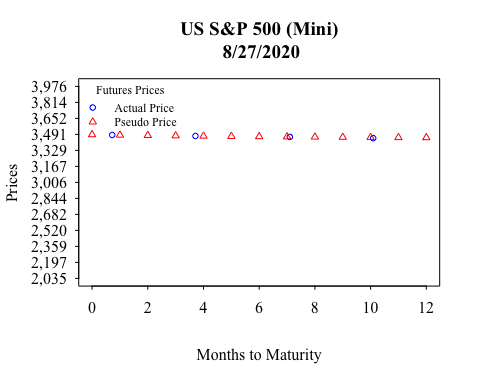 US S&P 500 (Mini)
8/27/2020
Prices
3,976
3,814
3,652
3,491
3,329
3,167
3,006
2,844
2,682
2,520
2,359
2,197
2,035
Futures Prices
Actual Price
Pseudo Price
0 2 4 6 8 10 12
Months to Maturity